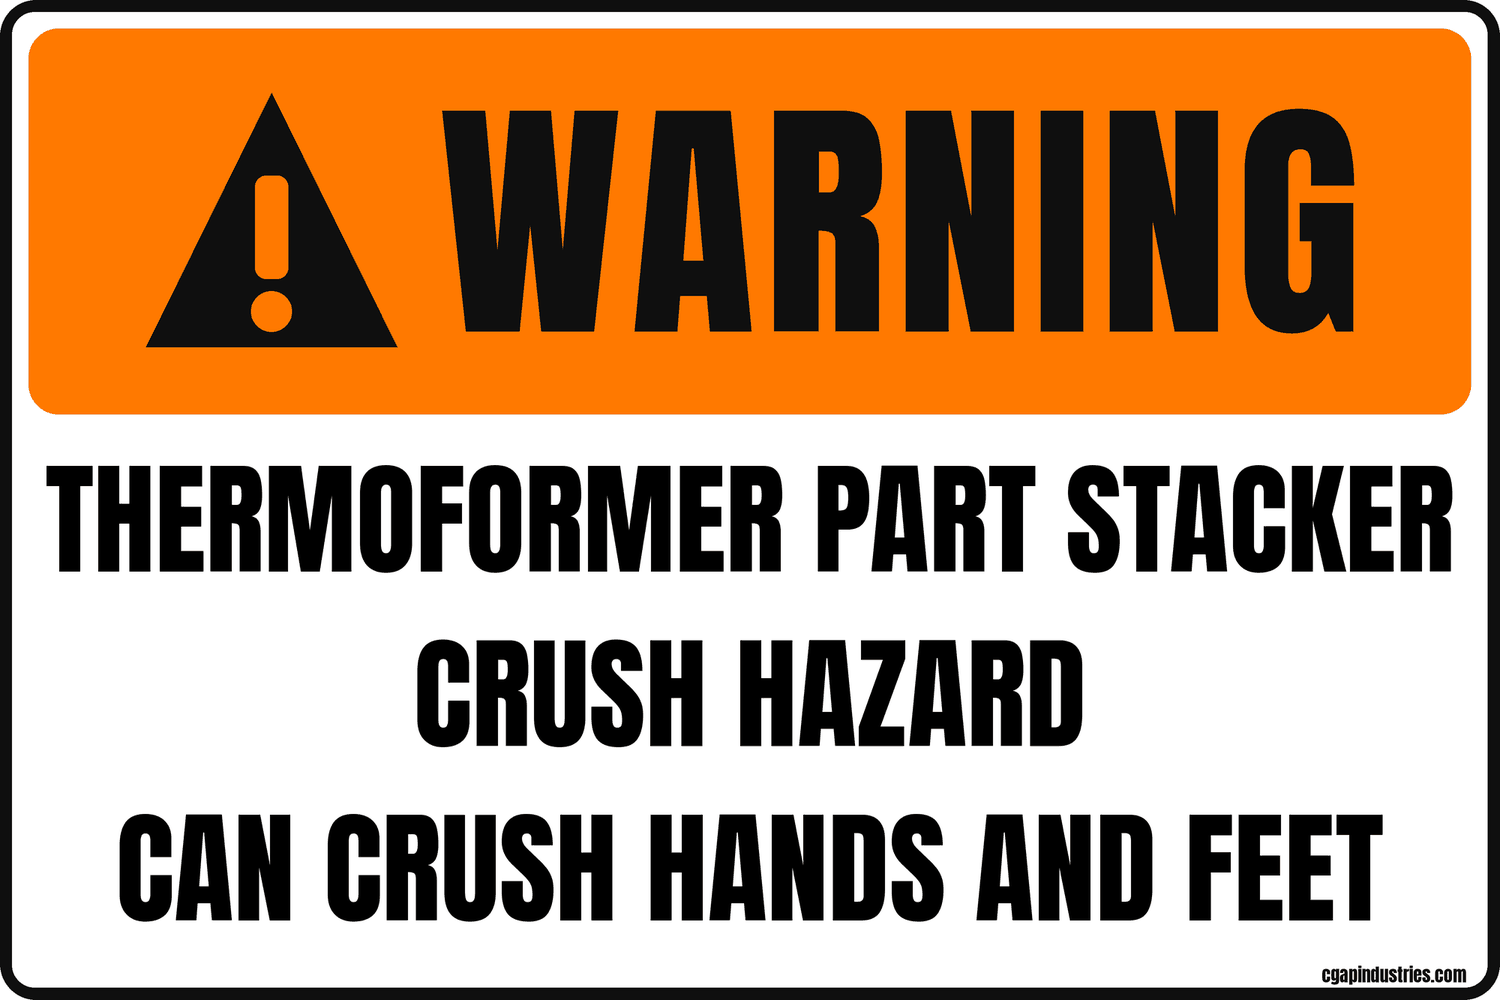 WARNING
THERMOFORMER PART STACKER
CRUSH HAZARD
CAN CRUSH HANDS AND FEET
cgapindustries.com